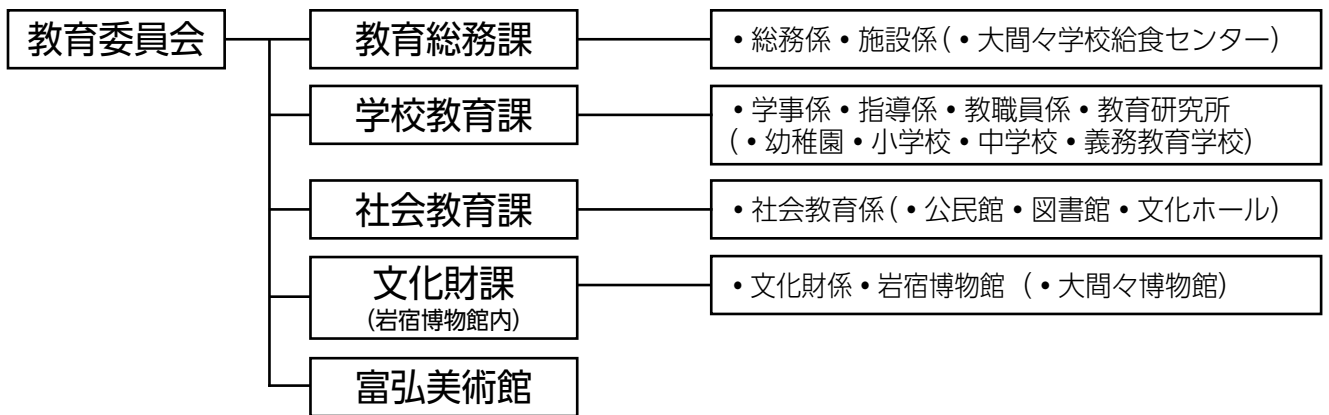 教育委員会
教育総務課
•総務係•施設係(•大間々学校給食センター)
学校教育課
•学事係•指導係•教職員係•教育研究所
(•幼稚園•小学校•中学校•義務教育学校)
社会教育課
•社会教育係(•公民館•図書館•文化ホール)
文化財課
(岩宿博物館内)
•文化財係•岩宿博物館 (•大間々博物館)
富弘美術館